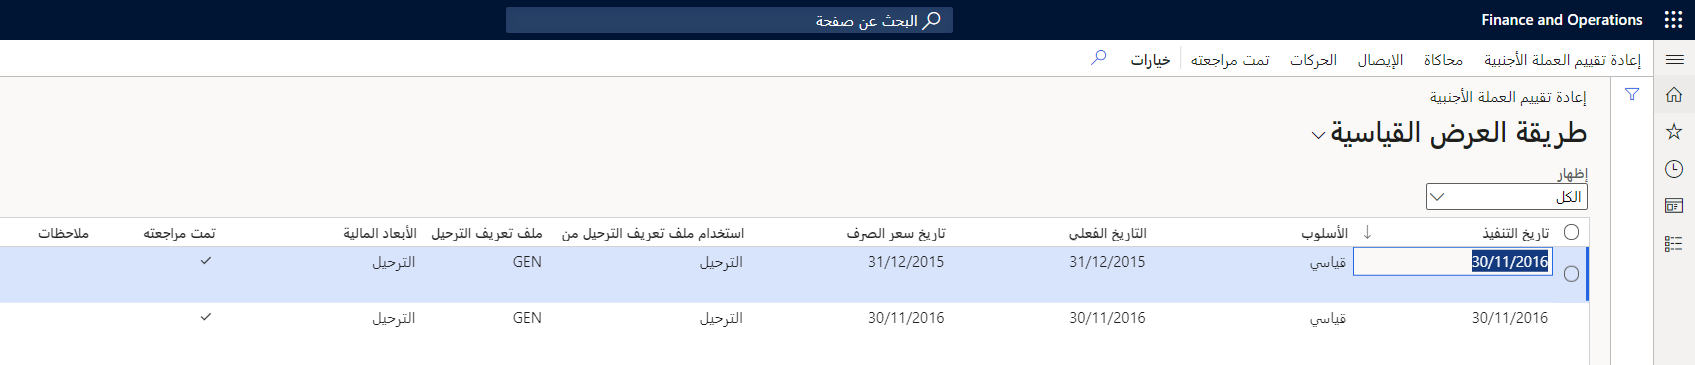 Finance and Operations
البحث عن صفحة
إعادة تقييم العملة الأجنبية محاكاة الإيصال الحركات تمت مراجعته خيارات
إعادة تقييم العملة الأجنبية
طريقة العرض القياسية
إظهار
الكل
تاريخ التنفيذ الأسلوب التاريخ الفعلي تاريخ سعر الصرف استخدام ملف تعريف الترحيل من ملف تعريف الترحيل الأبعاد المالية تمت مراجعته ملاحظات
30/11/2016 قياسي 31/12/2015 31/12/2015 الترحيل GEN الترحيل
30/11/2016 قياسي 30/11/2016 30/11/2016 الترحيل GEN الترحيل